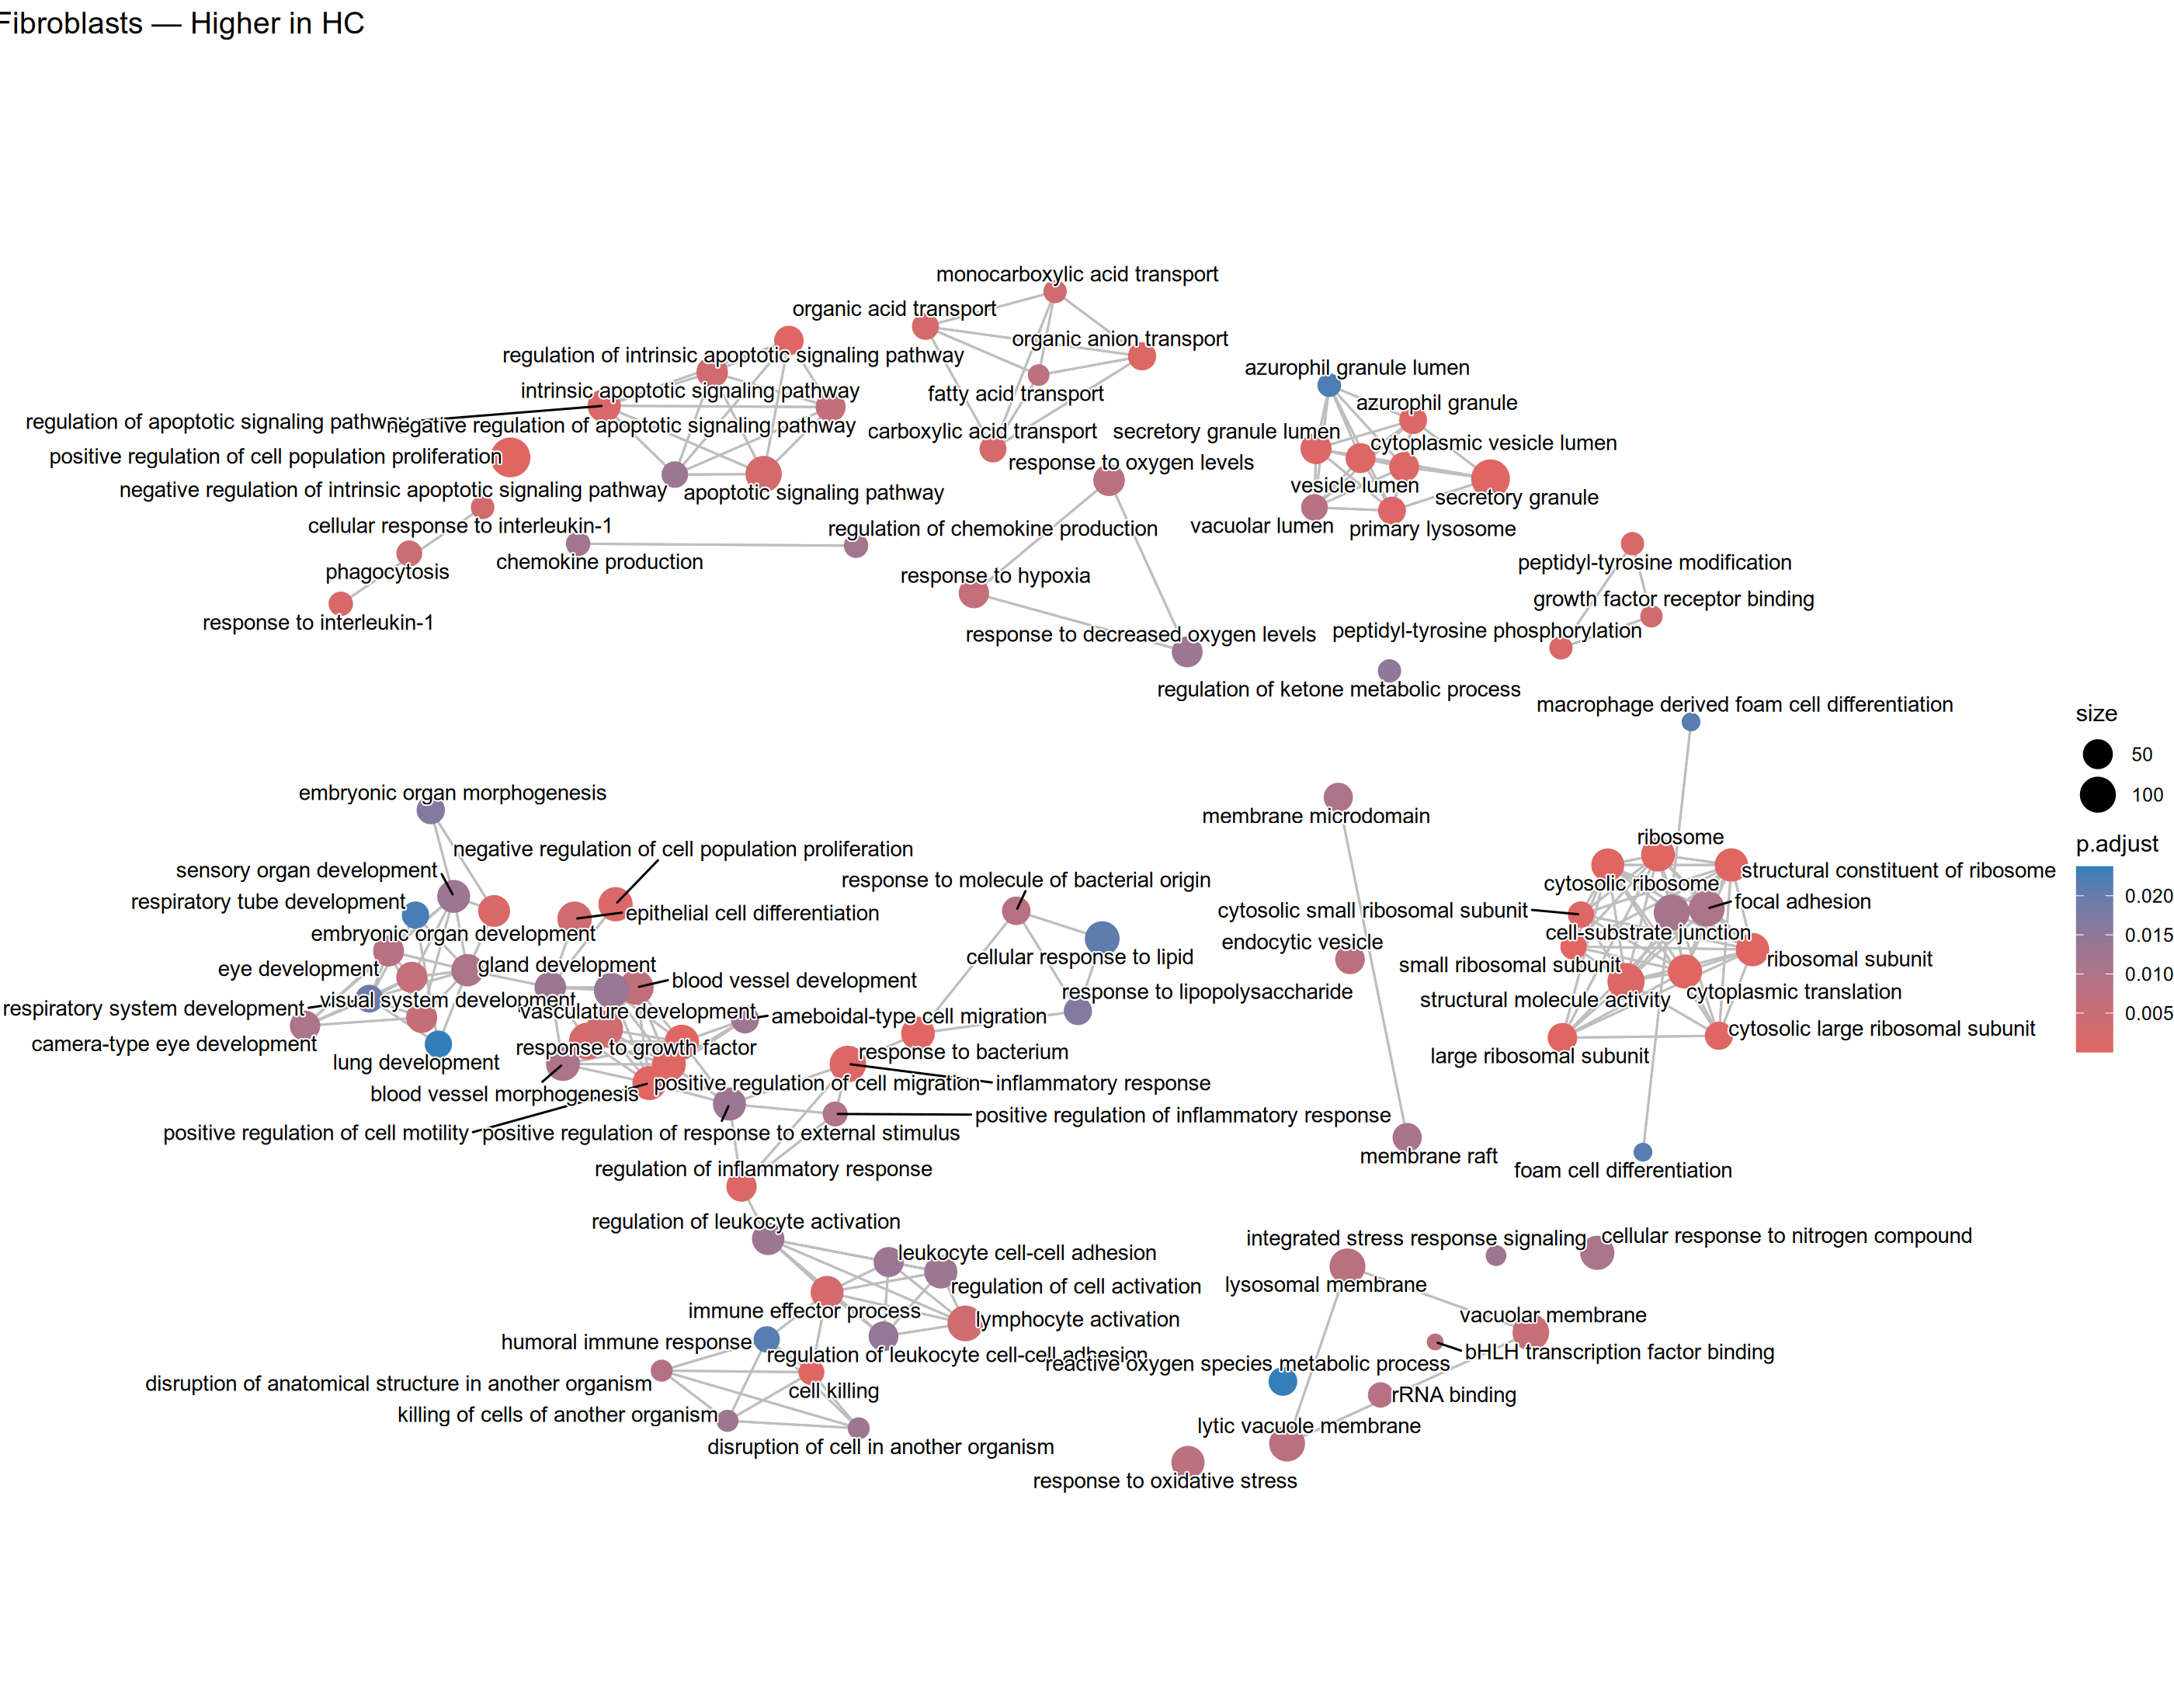 Fibroblasts — Higher in HC
monocarboxylic acid transport
organic acid transport
organic anion transport
regulation of intrinsic apoptotic signaling pathway
azurophil granule lumen
intrinsic apoptotic signaling pathway
fatty acid transport
azurophil granule
regulation of apoptotic signaling pathway
negative regulation of apoptotic signaling pathway
carboxylic acid transport
secretory granule lumen
cytoplasmic vesicle lumen
positive regulation of cell population proliferation
response to oxygen levels
negative regulation of intrinsic apoptotic signaling pathway
apoptotic signaling pathway
vesicle lumen
secretory granule
cellular response to interleukin-1
regulation of chemokine production
vacuolar lumen
primary lysosome
chemokine production
peptidyl-tyrosine modification
phagocytosis
response to hypoxia
growth factor receptor binding
response to interleukin-1
response to decreased oxygen levels
peptidyl-tyrosine phosphorylation
regulation of ketone metabolic process
macrophage derived foam cell differentiation
size
50
100
embryonic organ morphogenesis
membrane microdomain
ribosome
p.adjust
0.020
0.015
0.010
0.005
negative regulation of cell population proliferation
sensory organ development
response to molecule of bacterial origin
structural constituent of ribosome
cytosolic ribosome
respiratory tube development
epithelial cell differentiation
cytosolic small ribosomal subunit
focal adhesion
embryonic organ development
endocytic vesicle
cell-substrate junction
eye development
gland development
cellular response to lipid
small ribosomal subunit
ribosomal subunit
blood vessel development
response to lipopolysaccharide
structural molecule activity
cytoplasmic translation
respiratory system development
visual system development
vasculature development
ameboidal-type cell migration
cytosolic large ribosomal subunit
camera-type eye development
lung development
response to growth factor
response to bacterium
large ribosomal subunit
blood vessel morphogenesis
positive regulation of cell migration
inflammatory response
positive regulation of inflammatory response
positive regulation of cell motility
positive regulation of response to external stimulus
membrane raft
foam cell differentiation
regulation of inflammatory response
regulation of leukocyte activation
integrated stress response signaling
cellular response to nitrogen compound
leukocyte cell-cell adhesion
regulation of cell activation
lysosomal membrane
immune effector process
lymphocyte activation
vacuolar membrane
humoral immune response
regulation of leukocyte cell-cell adhesion
reactive oxygen species metabolic process
bHLH transcription factor binding
disruption of anatomical structure in another organism
cell killing
rRNA binding
killing of cells of another organism
lytic vacuole membrane
disruption of cell in another organism
response to oxidative stress